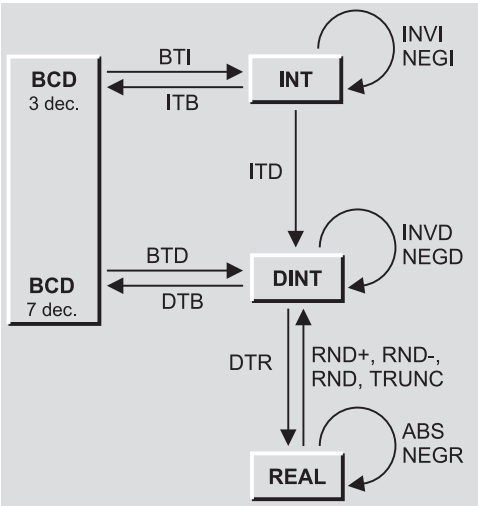 BTI
ITB
BCD
3 dec.
INT
INVI
NEGI
ITD
BTD
DTB
BCD
7 dec.
DINT
INVD
NEGD
DTR
RND+, RND-,
RND, TRUNC
REAL
ABS
NEGR